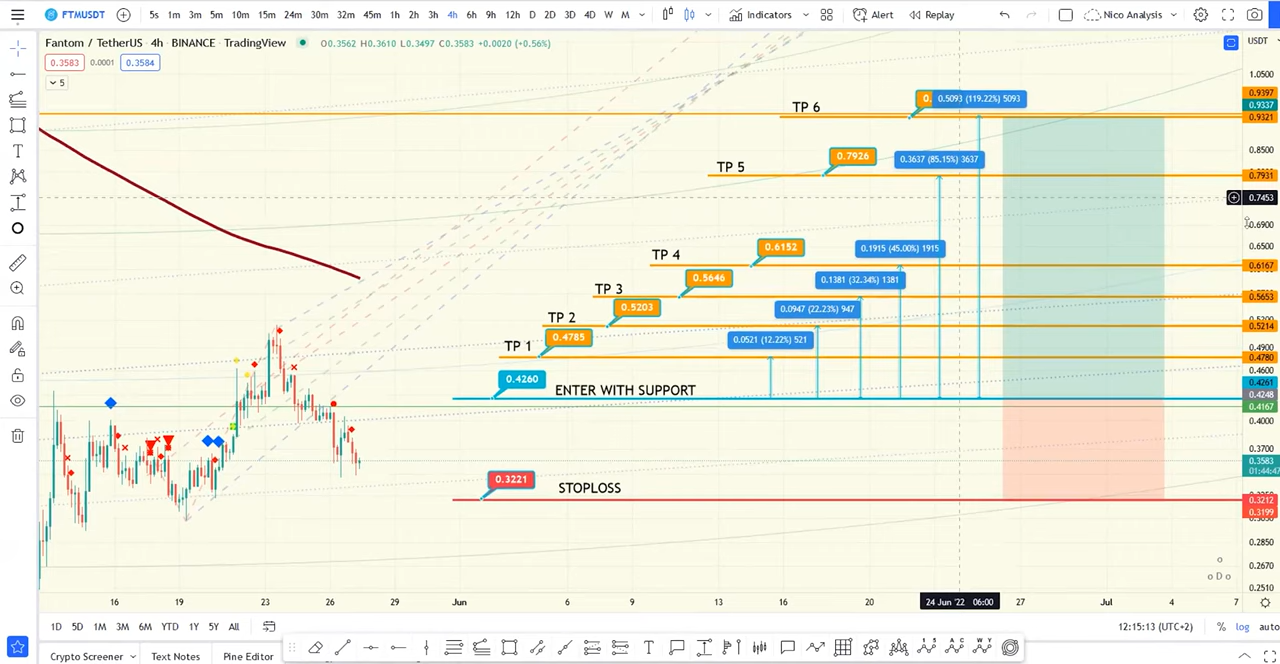 FTMUSDT 5s 1m 3m 5m 10m 15m 24m 30m 32m 45m 1h 2h 3h 4h 6h 9h 12h D 2D 3D 4D W M Indicators Alert Replay Nico Analysis
Fantom / TetherUS 4h BINANCE TradingView O0.3562 H0.3610 L0.3497 C0.3583 +0.0020 (+0.56%) USDT
0.3583 0.0001 0.3584
5
1.0500
0.9397
0.9337
0.9321
TP 6 0. 0.5093 (119.22%) 5093
0.8500
TP 5 0.7926 0.3637 (85.15%) 3637
0.7931
0.7453
0.6900
0.6500
TP 4 0.6152 0.1915 (45.00%) 1915
0.6167
TP 3 0.5646 0.1381 (32.34%) 1381
0.5653
TP 2 0.5203 0.0947 (22.23%) 947
0.5214
TP 1 0.4785 0.0521 (12.22%) 521
0.4900
0.4780
0.4600
0.4260
ENTER WITH SUPPORT
0.4261
0.4248
0.4167
0.4000
0.3700
0.3583
01:44:47
0.3221
STOPLOSS
0.3212
0.3199
0.2850
0.2670
0.2510
16 19 23 26 29 Jun 6 9 13 16 20 24 Jun '22 06:00 27 Jul 4 7
1D 5D 1M 3M 6M YTD 1Y 5Y All 12:15:13 (UTC+2) % log auto
Crypto Screener Text Notes Pine Editor